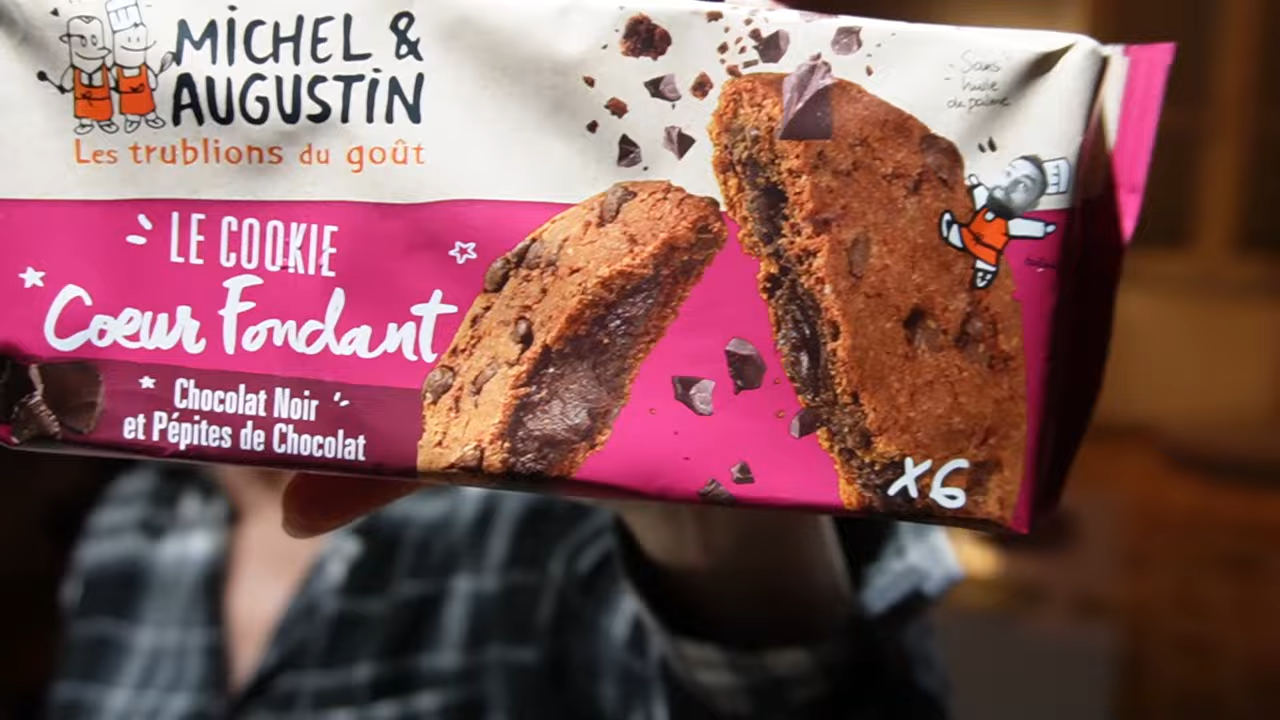 MiCHEL &
AUGUSTiN
Les trublions du goût
Sans
huile
de palme
LE COOKIE
Coeur Fondant
Chocolat Noir
et Pépites de Chocolat
x6